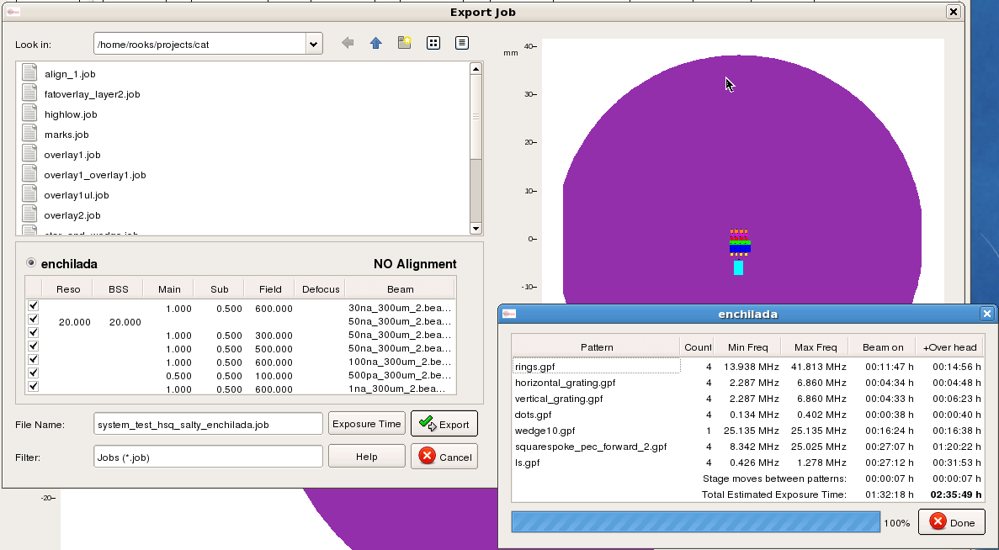 Export Job
Look in: /home/rooks/projects/cat
align_1.job
fatoverlay_layer2.job
highlow.job
marks.job
overlay1.job
overlay1_overlay1.job
overlay1ul.job
overlay2.job
enchilada NO Alignment
Reso BSS Main Sub Field Defocus Beam
1.000 0.500 600.000 30na_300um_2.bea...
20.000 20.000 50na_300um_2.bea...
1.000 0.500 300.000 50na_300um_2.bea...
1.000 0.500 500.000 50na_300um_2.bea...
1.000 0.500 600.000 100na_300um_2.bea...
0.500 0.500 100.000 500pa_300um_2.bea...
1.000 0.500 600.000 1na_300um_2.bea...
File Name: system_test_hsq_salty_enchilada.job Exposure Time Export
Filter: Jobs (*.job) Help Cancel
mm
40
30
20
10
0
-10
-20
enchilada
Pattern Count Min Freq Max Freq Beam on +Over head
rings.gpf 4 13.938 MHz 41.813 MHz 00:11:47 h 00:14:56 h
horizontal_grating.gpf 4 2.287 MHz 6.860 MHz 00:04:34 h 00:04:48 h
vertical_grating.gpf 4 2.287 MHz 6.860 MHz 00:04:33 h 00:06:23 h
dots.gpf 4 0.134 MHz 0.402 MHz 00:00:38 h 00:00:40 h
wedge10.gpf 1 25.135 MHz 25.135 MHz 00:16:24 h 00:16:38 h
squarespoke_pec_forward_2.gpf 4 8.342 MHz 25.025 MHz 00:27:07 h 01:20:22 h
ls.gpf 4 0.426 MHz 1.278 MHz 00:27:12 h 00:31:53 h
Stage moves between patterns: 00:00:07 h 00:00:07 h
Total Estimated Exposure Time: 01:32:18 h 02:35:49 h
100% Done